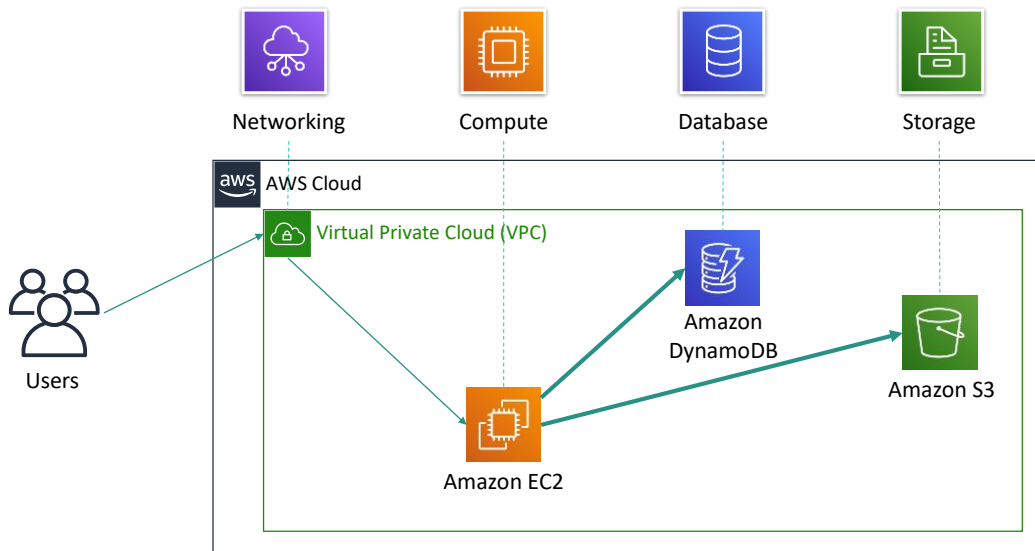 Networking
Compute
Database
Storage
aws
AWS Cloud
Virtual Private Cloud (VPC)
Users
Amazon
DynamoDB
Amazon S3
Amazon EC2